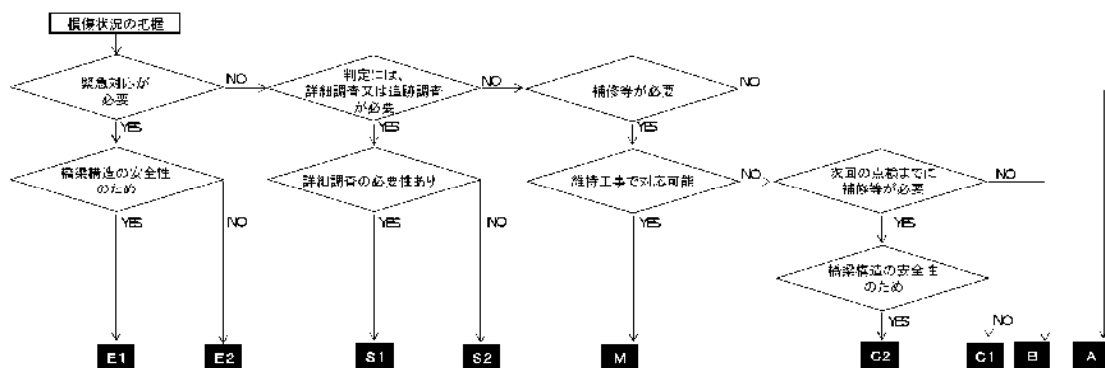 損傷状況の把握
緊急対応が
必要
NO
判定には、
詳細調査又は追跡調査
が必要
NO
補修等が必要
NO
YES
YES
YES
橋梁構造の安全性
のため
詳細調査の必要性あり
維持工事で対応可能
NO
次回の点検までに
補修等が必要
NO
YES
NO
YES
NO
YES
YES
橋梁構造の安全性
のため
YES
NO
E1
E2
S1
S2
M
C2
C1
B
A